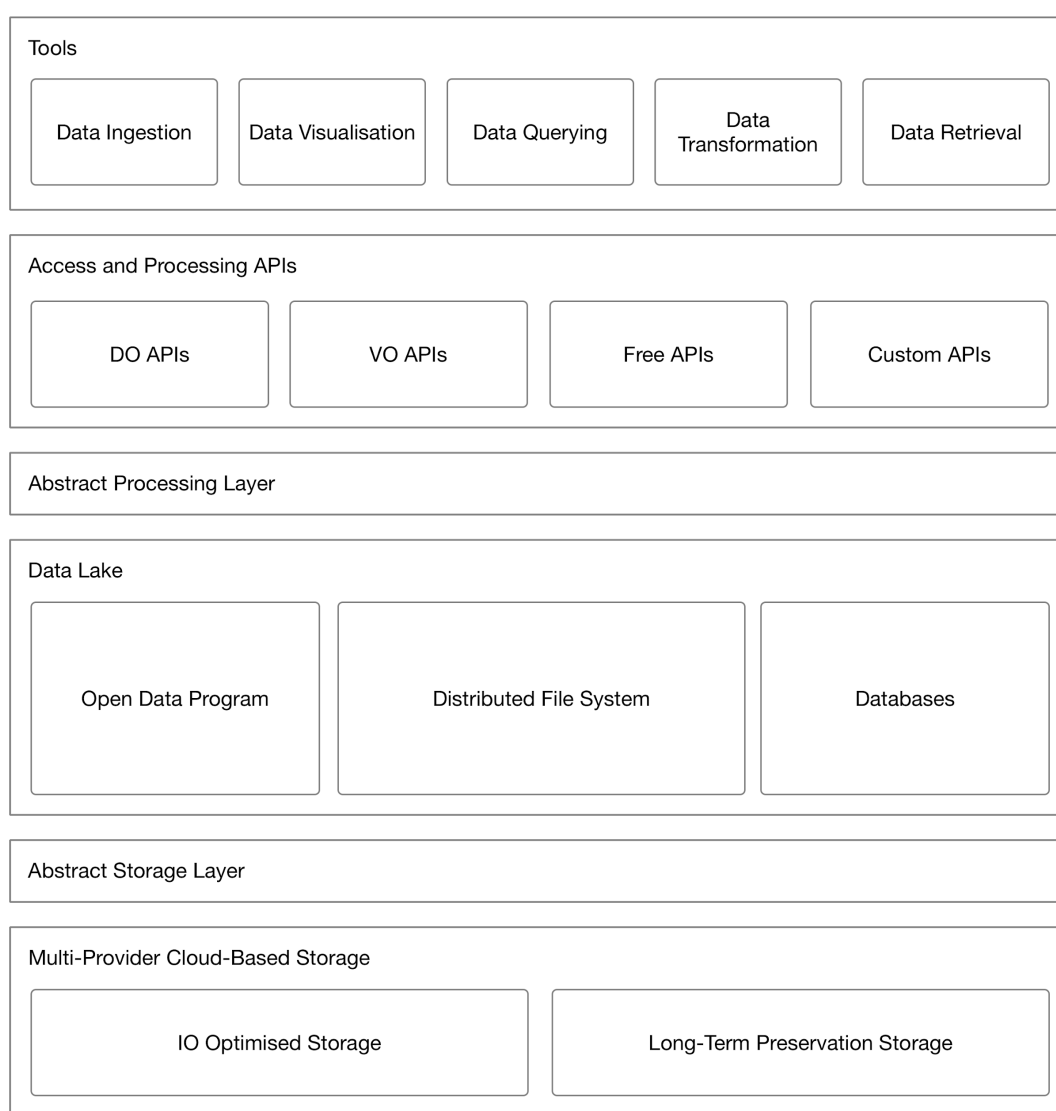 Tools
Data Ingestion
Data Visualisation
Data Querying
Data
Transformation
Data Retrieval
Access and Processing APIs
DO APIs
VO APIs
Free APIs
Custom APIs
Abstract Processing Layer
Data Lake
Open Data Program
Distributed File System
Databases
Abstract Storage Layer
Multi-Provider Cloud-Based Storage
IO Optimised Storage
Long-Term Preservation Storage